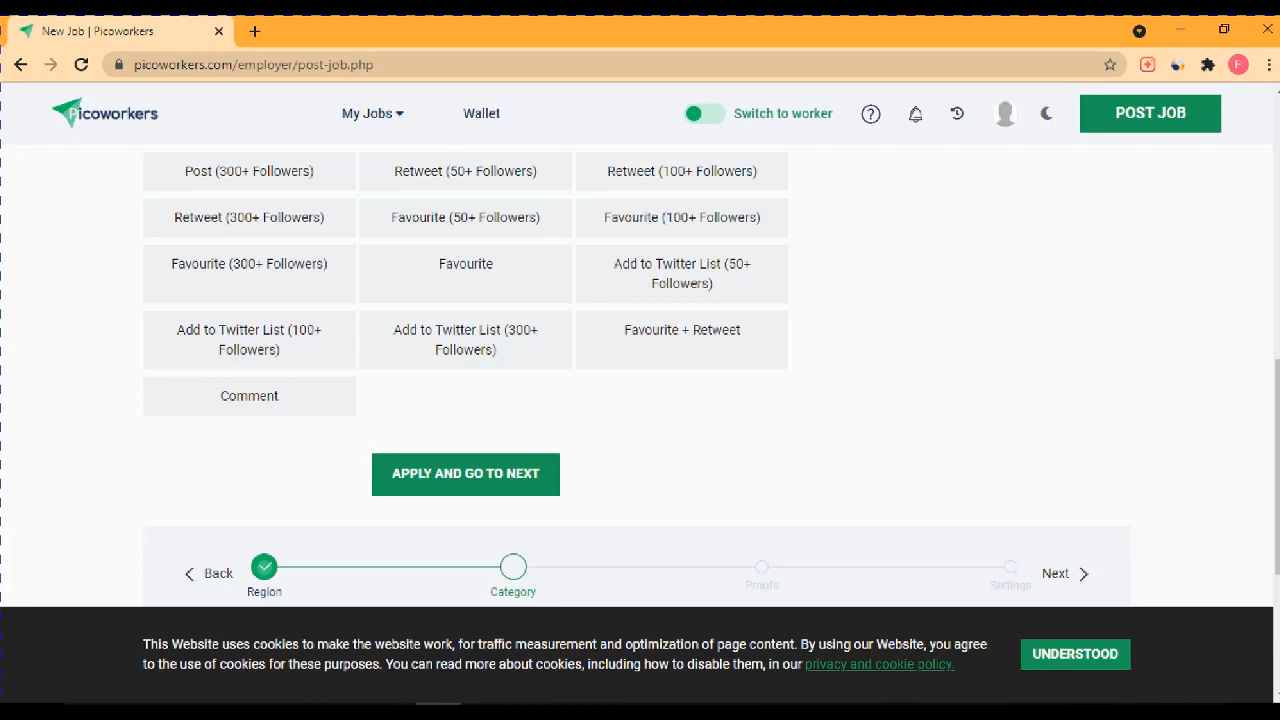 New Job | Picoworkers
picoworkers.com/employer/post-job.php
F
Picoworkers
My Jobs
Wallet
Switch to worker
POST JOB
Post (300+ Followers)
Retweet (50+ Followers)
Retweet (100+ Followers)
Retweet (300+ Followers)
Favourite (50+ Followers)
Favourite (100+ Followers)
Favourite (300+ Followers)
Favourite
Add to Twitter List (50+
Followers)
Add to Twitter List (100+
Followers)
Add to Twitter List (300+
Followers)
Favourite + Retweet
Comment
APPLY AND GO TO NEXT
Back
Region
Category
Proofs
Settings
Next
This Website uses cookies to make the website work, for traffic measurement and optimization of page content. By using our Website, you agree
to the use of cookies for these purposes. You can read more about cookies, including how to disable them, in our privacy and cookie policy.
UNDERSTOOD